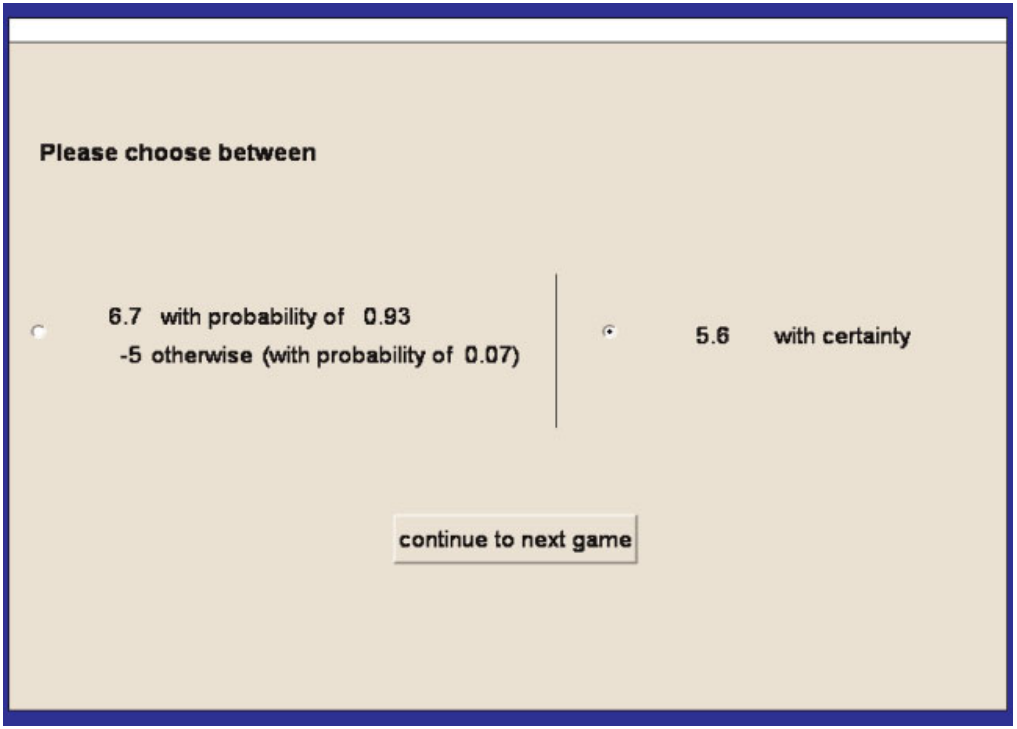 Please choose between
6.7 with probability of 0.93
-5 otherwise (with probability of 0.07)
5.6 with certainty
continue to next game